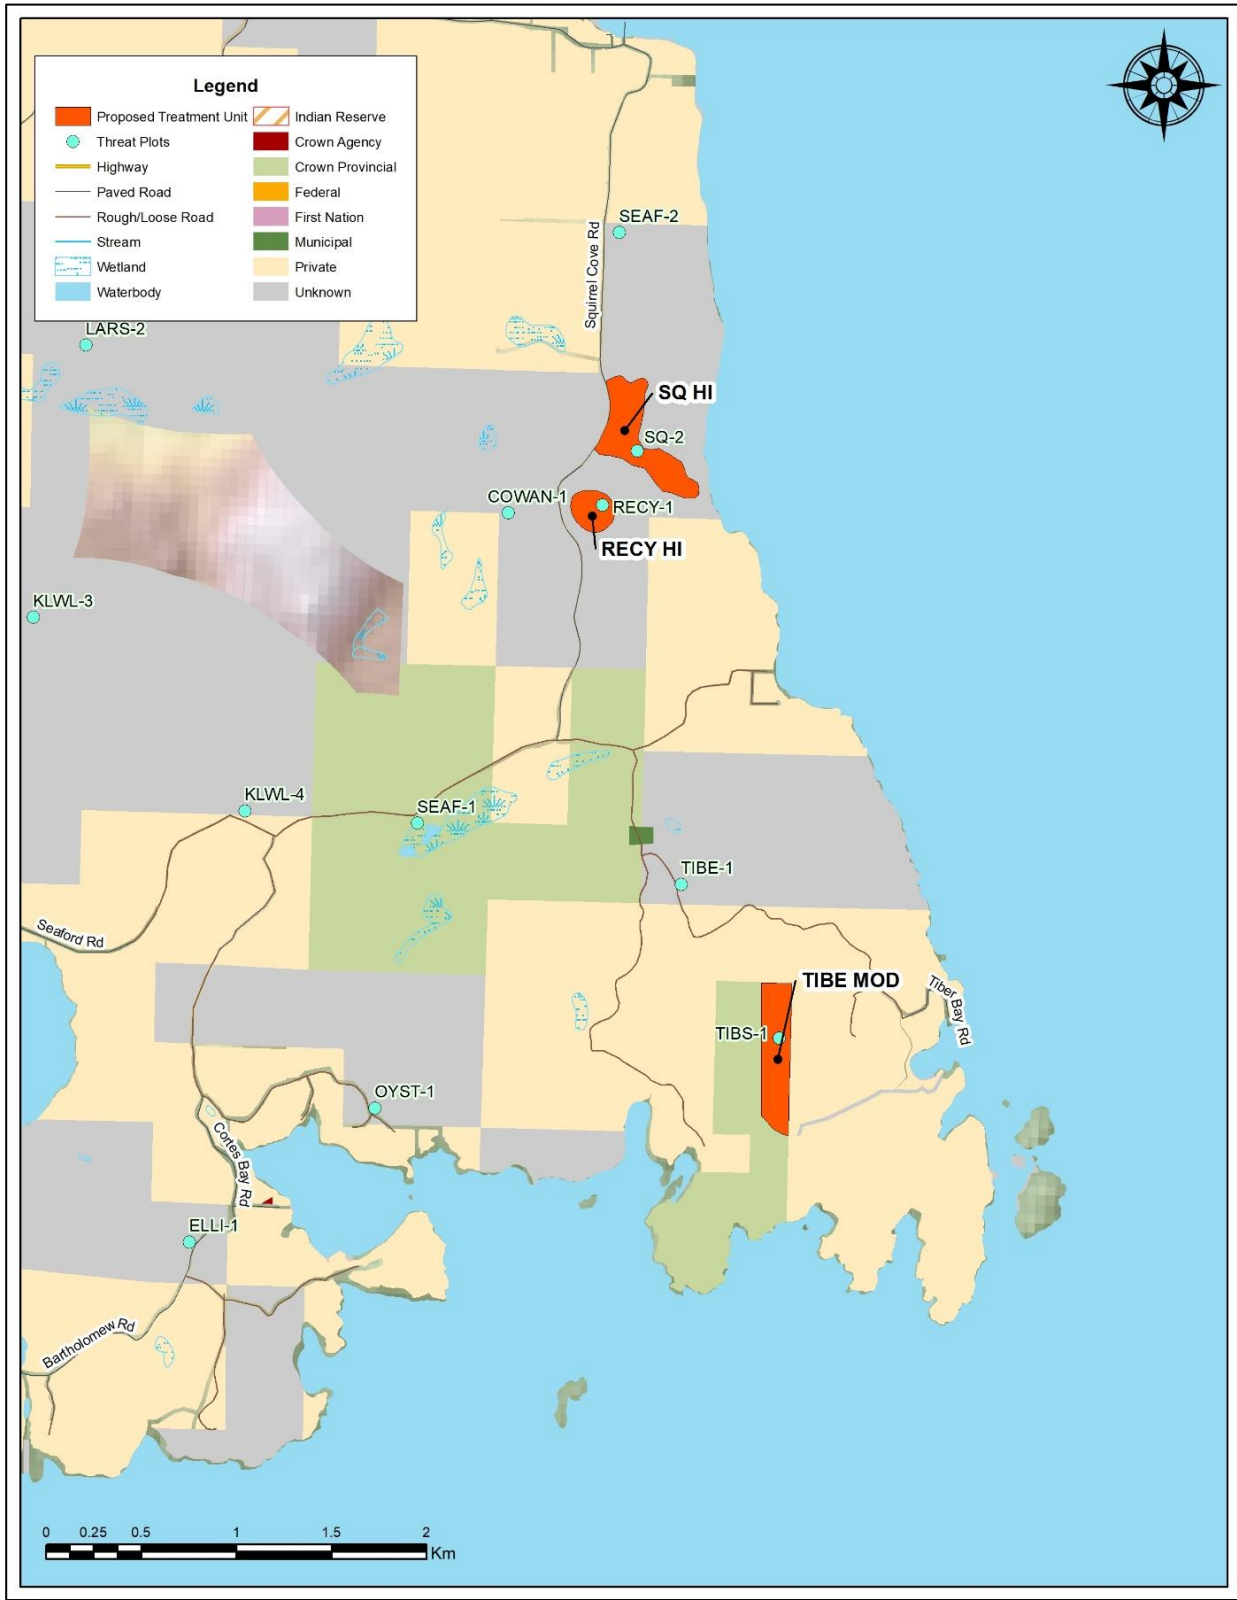 Legend
Proposed Treatment Unit
Threat Plots
Highway
Paved Road
Rough/Loose Road
Stream
Wetland
Waterbody
Indian Reserve
Crown Agency
Crown Provincial
Federal
First Nation
Municipal
Private
Unknown
SEAF-2
Squirrel Cove Rd
LARS-2
SQ HI
SQ-2
COWAN-1
RECY-1
RECY HI
KLWL-3
KLWL-4
SEAF-1
TIBE-1
Seaford Rd
TIBE MOD
Tiber Bay Rd
TIBS-1
OYST-1
Cortes Bay Rd
ELLI-1
Bartholomew Rd
0 0.25 0.5 1 1.5 2
Km